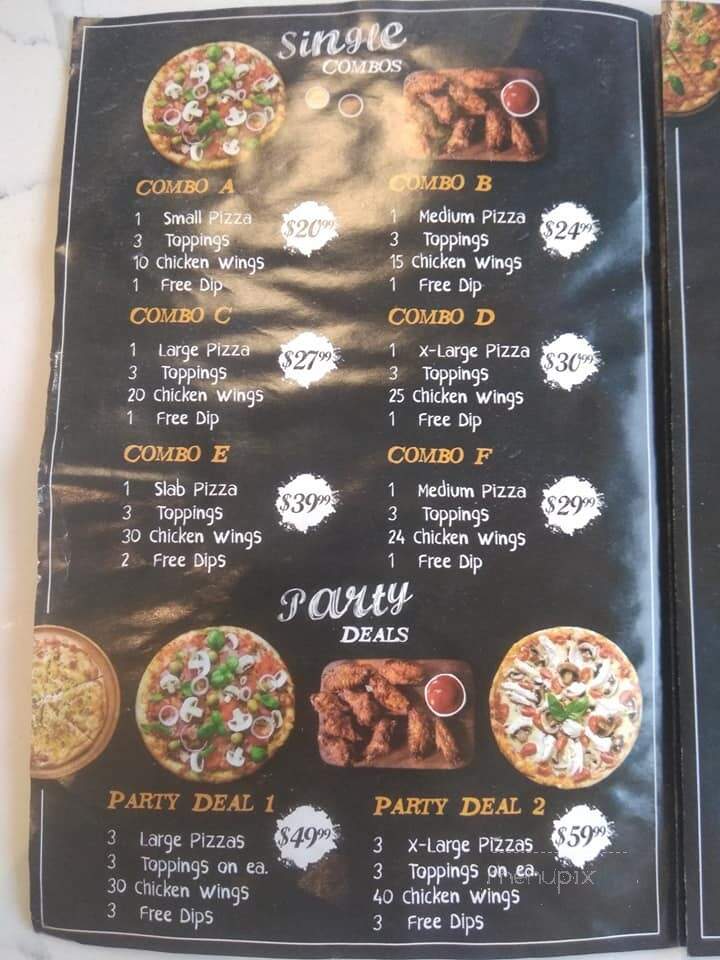 Single
COMBOS
COMBO A
1 Small Pizza
3 Toppings
10 Chicken Wings
1 Free Dip
$20.99
COMBO B
1 Medium Pizza
3 Toppings
15 Chicken Wings
1 Free Dip
$24.99
COMBO C
1 Large Pizza
3 Toppings
20 Chicken Wings
1 Free Dip
$27.99
COMBO D
1 X-Large Pizza
3 Toppings
25 Chicken Wings
1 Free Dip
$30.99
COMBO E
1 Slab Pizza
3 Toppings
30 Chicken Wings
2 Free Dips
$39.99
COMBO F
1 Medium Pizza
3 Toppings
24 Chicken Wings
1 Free Dip
$29.99
Party
DEALS
PARTY DEAL 1
3 Large Pizzas
3 Toppings on ea.
30 Chicken Wings
3 Free Dips
$49.99
PARTY DEAL 2
3 X-Large Pizzas
3 Toppings on ea.
40 Chicken Wings
3 Free Dips
$59.99
menupix